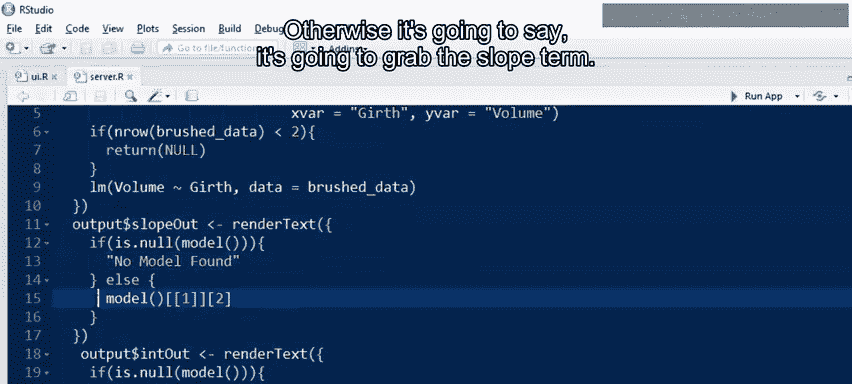 RStudio
File Edit Code View Plots Session Build Debu
Otherwise it's going to say,
Go to file/function Addins
it's going to grab the slope term.
ui.R × server.R ×
Run App
5 xvar = "Girth", yvar = "Volume")
6 if(nrow(brushed_data) < 2){
7 return(NULL)
8 }
9 lm(Volume ~ Girth, data = brushed_data)
10 })
11 output$slopeOut <- renderText({
12 if(is.null(model())){
13 "No Model Found"
14 } else {
15 model()[[1]][2]
16 }
17 })
18 output$intOut <- renderText({
19 if(is.null(model())){